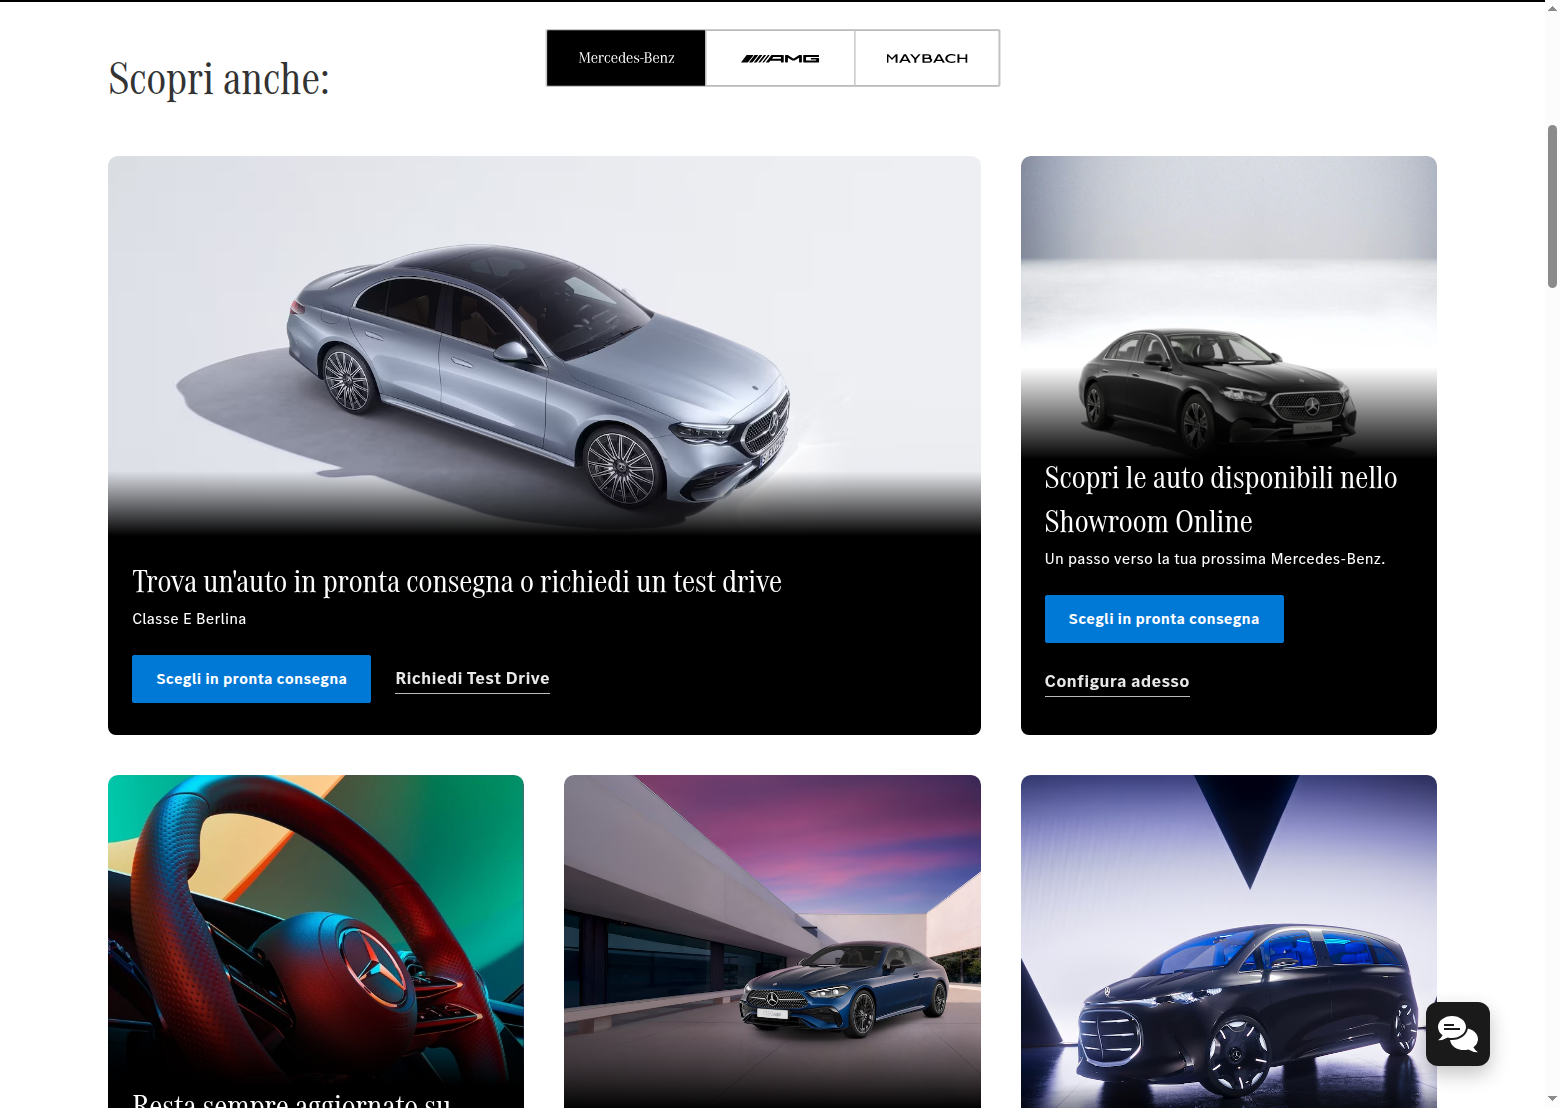 Scopri anche:
Mercedes-Benz
AMG
MAYBACH
Trova un'auto in pronta consegna o richiedi un test drive
Classe E Berlina
Scegli in pronta consegna
Richiedi Test Drive
Scopri le auto disponibili nello
Showroom Online
Un passo verso la tua prossima Mercedes-Benz.
Scegli in pronta consegna
Configura adesso
Resta sempre aggiornato su